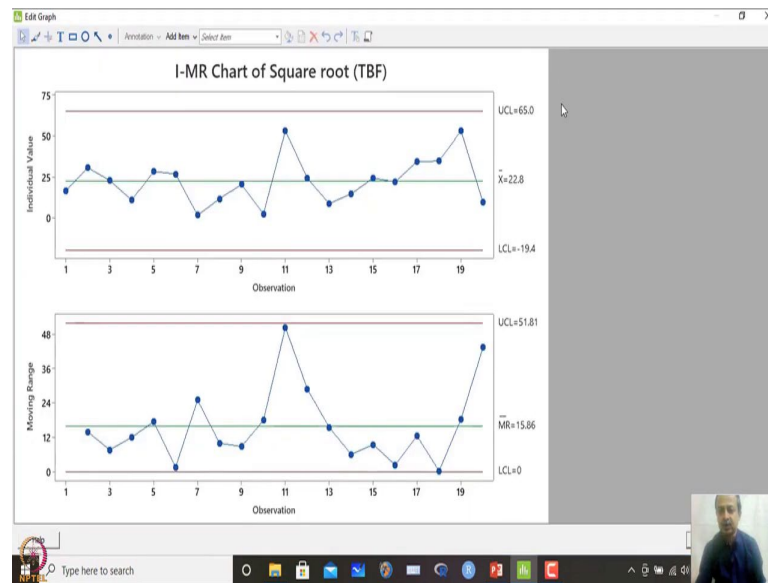 Edit Graph
T Annotation Add Item Select Item
I-MR Chart of Square root (TBF)
75
50
25
0
Individual Value
UCL=65.0
X̄=22.8
LCL=-19.4
1 3 5 7 9 11 13 15 17 19
Observation
48
36
24
12
0
Moving Range
UCL=51.81
M̄R̄=15.86
LCL=0
1 3 5 7 9 11 13 15 17 19
Observation
Help
NPTEL
Type here to search